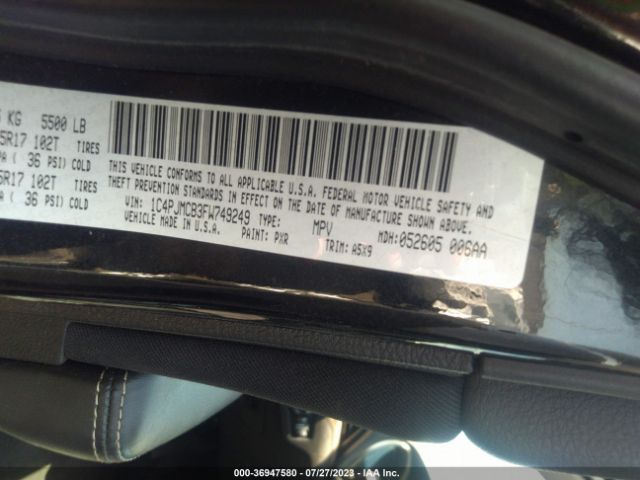 KG 5500 LB
5R17 102T TIRES
( 36 PSI) COLD
5R17 102T TIRES
( 36 PSI) COLD
THIS VEHICLE CONFORMS TO ALL APPLICABLE U.S.A. FEDERAL MOTOR VEHICLE SAFETY AND
THEFT PREVENTION STANDARDS IN EFFECT ON THE DATE OF MANUFACTURE SHOWN ABOVE.
VIN: 1C4PJMCB3FW749249 TYPE: MPV MDH:052605 006AA
VEHICLE MADE IN U.S.A. PAINT: PXR TRIM: A5X9
000-36947580 - 07/27/2023 - IAA Inc.